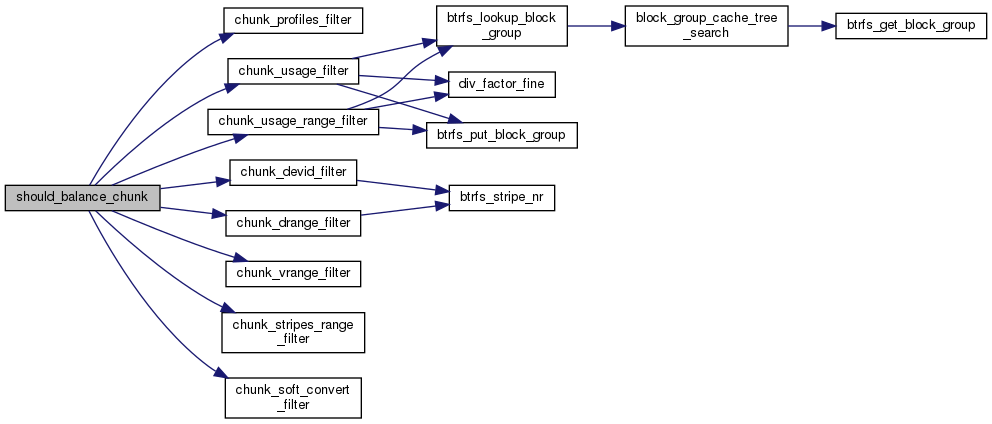 should_balance_chunk
chunk_profiles_filter
chunk_usage_filter
chunk_usage_range_filter
chunk_devid_filter
chunk_drange_filter
chunk_vrange_filter
chunk_stripes_range
_filter
chunk_soft_convert
_filter
btrfs_lookup_block
_group
div_factor_fine
btrfs_put_block_group
btrfs_stripe_nr
block_group_cache_tree
_search
btrfs_get_block_group